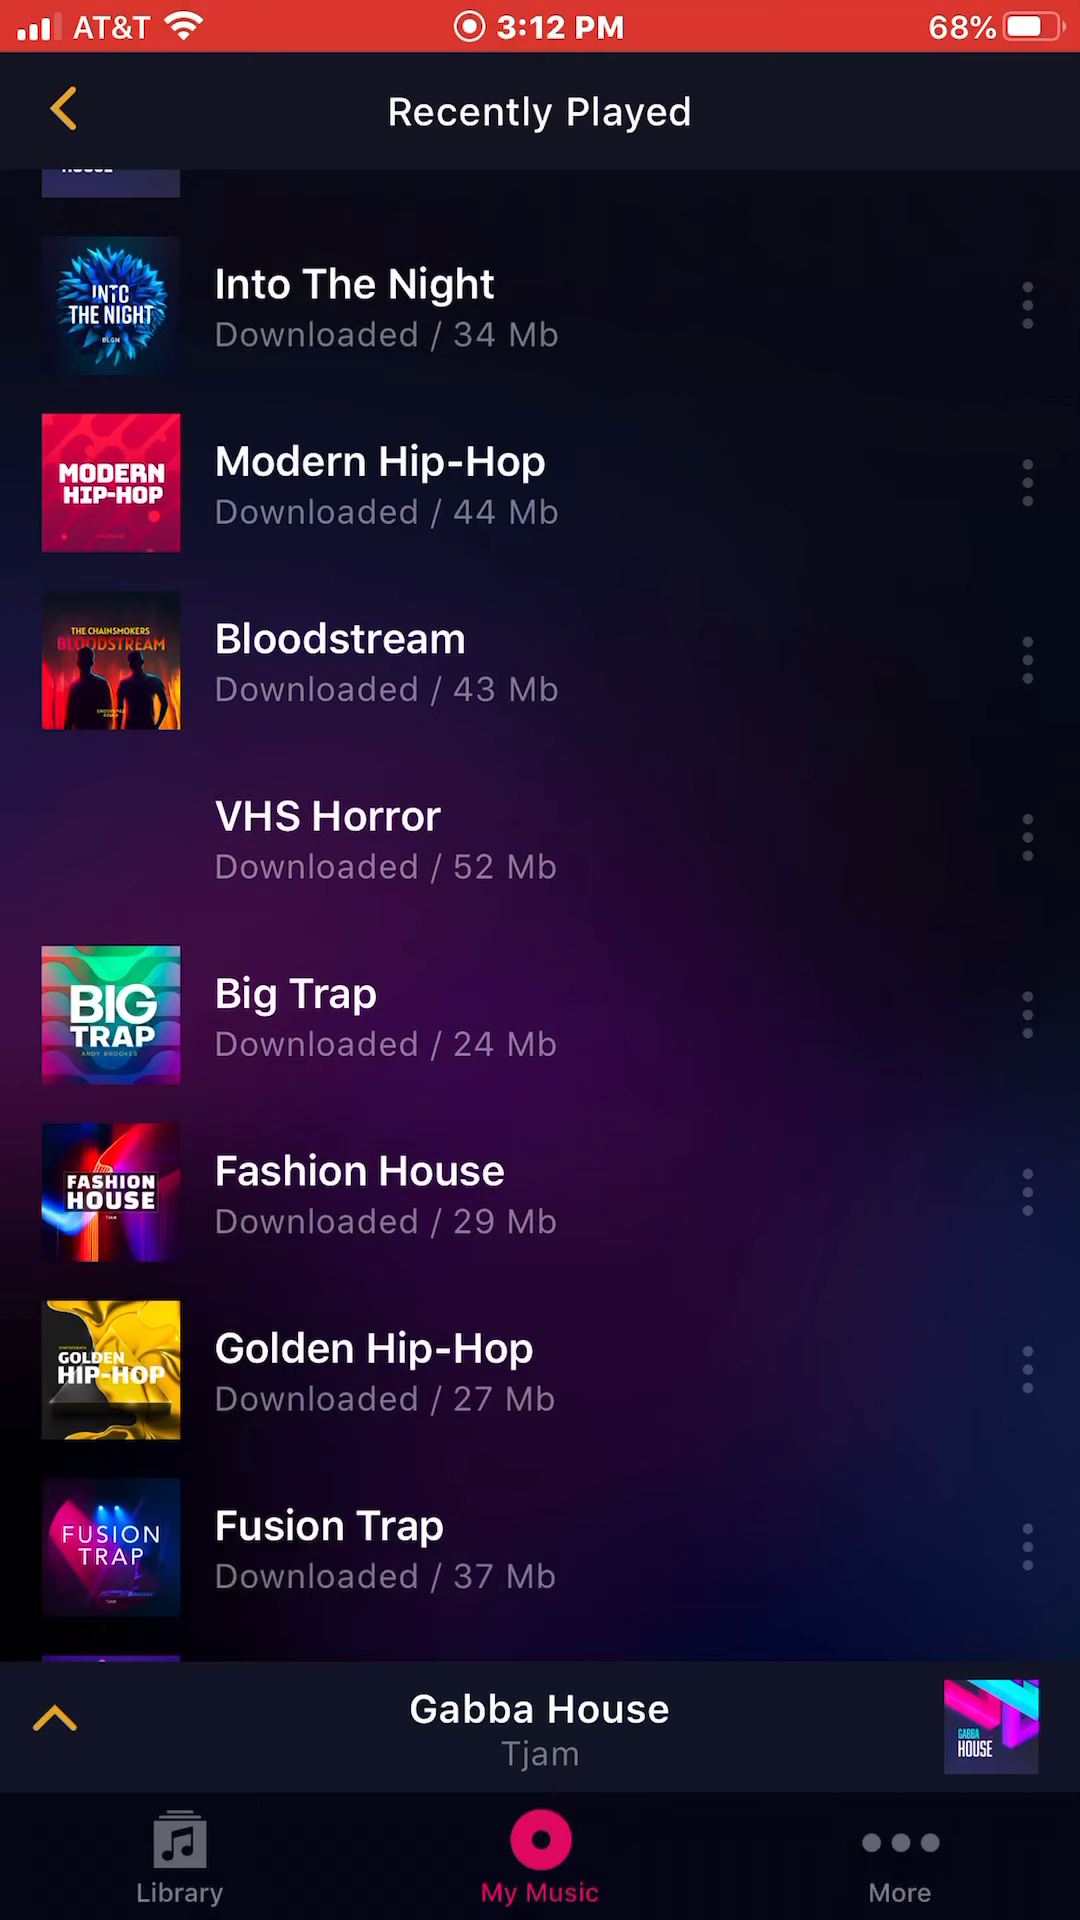 AT&T 3:12 PM 68%
Recently Played
HOUSE
INTO
THE NIGHT
BLGN
Into The Night
Downloaded / 34 Mb
MODERN
HIP-HOP
Modern Hip-Hop
Downloaded / 44 Mb
THE CHAINSMOKERS
BLOODSTREAM
Bloodstream
Downloaded / 43 Mb
VHS Horror
Downloaded / 52 Mb
BIG
TRAP
ANDY BROOKES
Big Trap
Downloaded / 24 Mb
FASHION
HOUSE
TJAM
Fashion House
Downloaded / 29 Mb
GOLDEN
HIP-HOP
Golden Hip-Hop
Downloaded / 27 Mb
FUSION
TRAP
TJAM
Fusion Trap
Downloaded / 37 Mb
Gabba House
Tjam
GABBA
HOUSE
Library My Music More